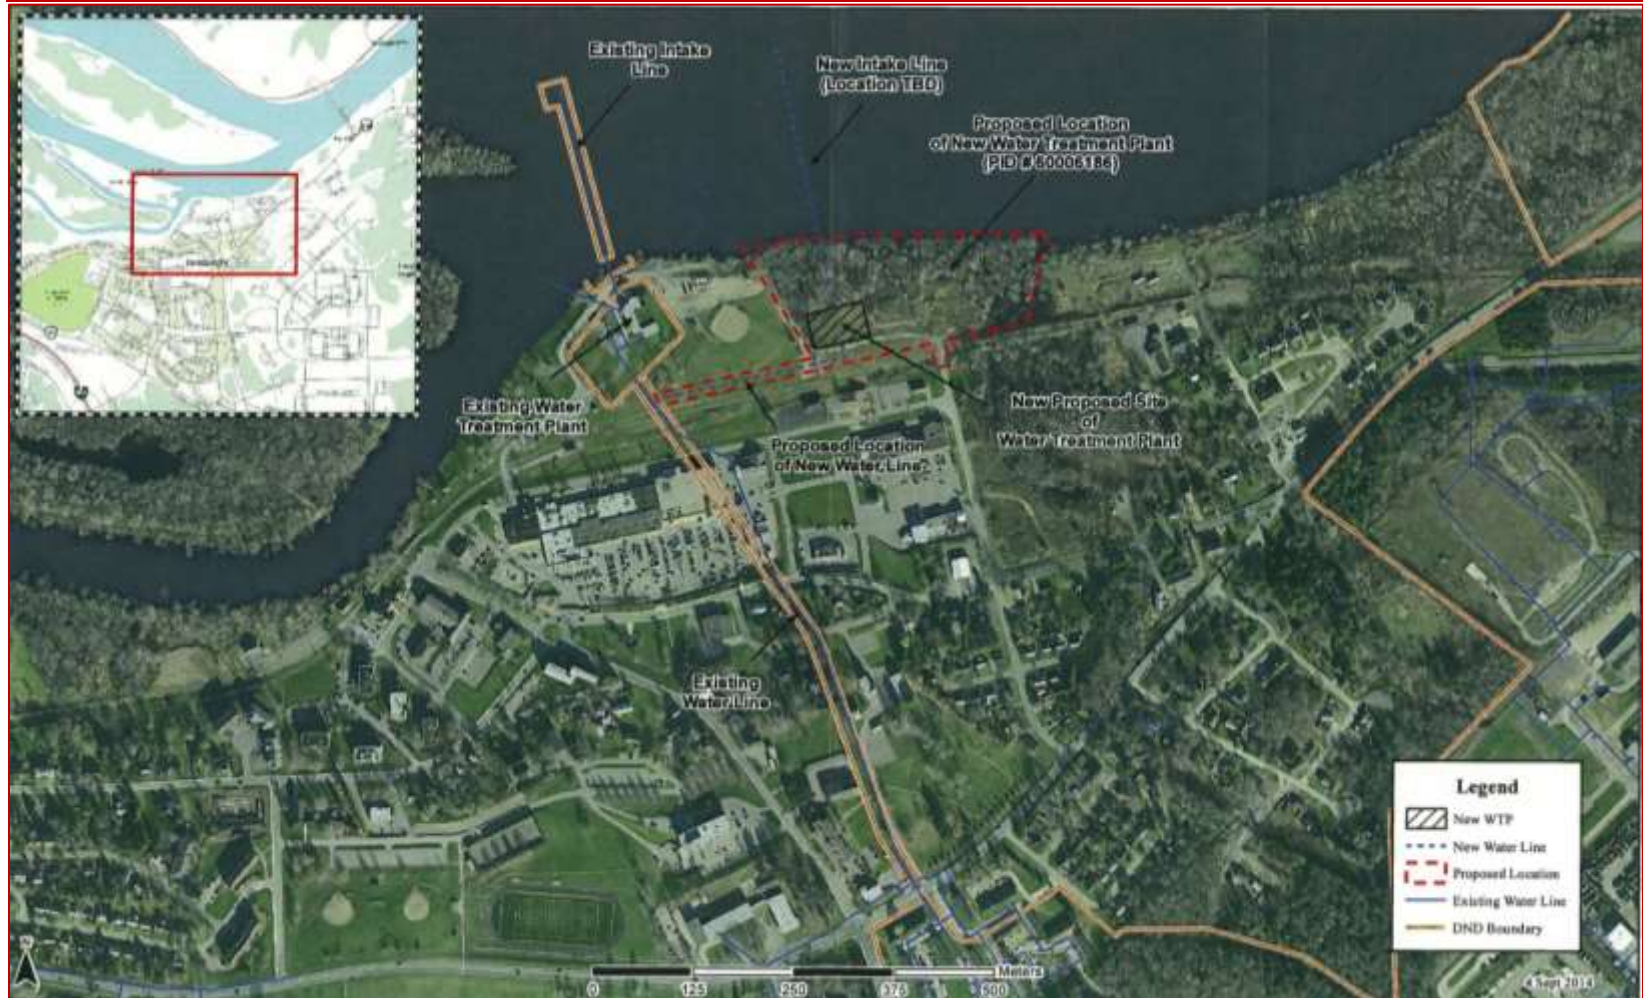 Existing Intake
Line
New Intake Line
(Location TBD)
Proposed Location
of New Water Treatment Plant
(PID # 60006186)
Existing Water
Treatment Plant
New Proposed Site
of
Water Treatment Plant
Proposed Location
of New Water Line
Existing
Water Line
Legend
New WTP
New Water Line
Proposed Location
Existing Water Line
DND Boundary
N
Meters
0 125 250 375 500
4 Sept 2014